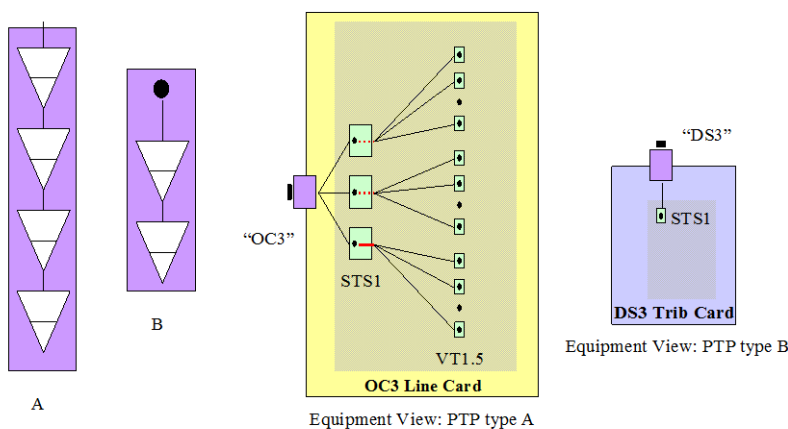 A
B
“OC3”
STS1
VT1.5
OC3 Line Card
Equipment View: PTP type A
“DS3”
STS1
DS3 Trib Card
Equipment View: PTP type B